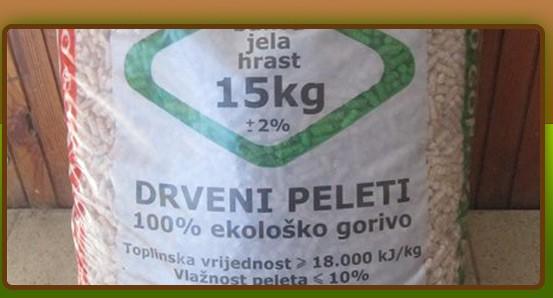 jela
hrast
15kg
±2%
DRVENI PELETI
100% ekološko gorivo
Toplinska vrijednost ⩾ 18.000 kJ/kg
Vlažnost peleta ⩽ 10%